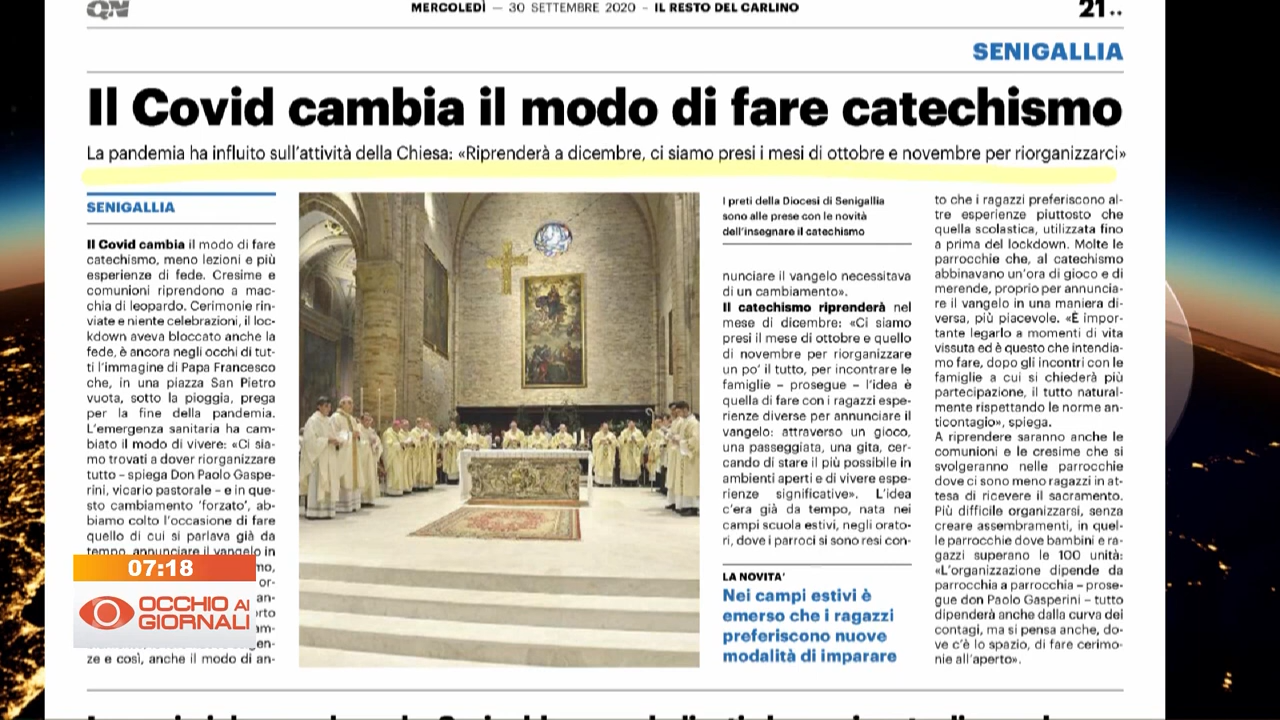 QN
MERCOLEDÌ — 30 SETTEMBRE 2020 – IL RESTO DEL CARLINO
21 ..
SENIGALLIA
Il Covid cambia il modo di fare catechismo
La pandemia ha influito sull'attività della Chiesa: «Riprenderà a dicembre, ci siamo presi i mesi di ottobre e novembre per riorganizzarci»
SENIGALLIA
Il Covid cambia il modo di fare
catechismo, meno lezioni e più
esperienze di fede. Cresime e
comunioni riprendono a mac-
chia di leopardo. Cerimonie rin-
viate e niente celebrazioni, il loc-
kdown aveva bloccato anche la
fede, è ancora negli occhi di tut-
ti l'immagine di Papa Francesco
che, in una piazza San Pietro
vuota, sotto la pioggia, prega
per la fine della pandemia.
L'emergenza sanitaria ha cam-
biato il modo di vivere: «Ci sia-
mo trovati a dover riorganizzare
tutto – spiega Don Paolo Gaspe-
rini, vicario pastorale – e in que-
sto cambiamento 'forzato', ab-
biamo colto l'occasione di fare
quello di cui si parlava già da
tempo, annunciare il vangelo in
mo,
or-
an-
rto
am-
gen-
ze e così, anche il modo di an-
07:18
OCCHIO AI
GIORNALI
I preti della Diocesi di Senigallia
sono alle prese con le novità
dell'insegnare il catechismo
nunciare il vangelo necessitava
di un cambiamento».
Il catechismo riprenderà nel
mese di dicembre: «Ci siamo
presi il mese di ottobre e quello
di novembre per riorganizzare
un po' il tutto, per incontrare le
famiglie – prosegue – l'idea è
quella di fare con i ragazzi espe-
rienze diverse per annunciare il
vangelo: attraverso un gioco,
una passeggiata, una gita, cer-
cando di stare il più possibile in
ambienti aperti e di vivere espe-
rienze significative». L'idea
c'era già da tempo, nata nei
campi scuola estivi, negli orato-
ri, dove i parroci si sono resi con-
LA NOVITA'
Nei campi estivi è
emerso che i ragazzi
preferiscono nuove
modalità di imparare
to che i ragazzi preferiscono al-
tre esperienze piuttosto che
quella scolastica, utilizzata fino
a prima del lockdown. Molte le
parrocchie che, al catechismo
abbinavano un'ora di gioco e di
merende, proprio per annuncia-
re il vangelo in una maniera di-
versa, più piacevole. «È impor-
tante legarlo a momenti di vita
vissuta ed è questo che intendia-
mo fare, dopo gli incontri con le
famiglie a cui si chiederà più
partecipazione, il tutto natural-
mente rispettando le norme an-
ticontagio», spiega.
A riprendere saranno anche le
comunioni e le cresime che si
svolgeranno nelle parrocchie
dove ci sono meno ragazzi in at-
tesa di ricevere il sacramento.
Più difficile organizzarsi, senza
creare assembramenti, in quel-
le parrocchie dove bambini e ra-
gazzi superano le 100 unità:
«L'organizzazione dipende da
parrocchia a parrocchia – prose-
gue don Paolo Gasperini – tutto
dipenderà anche dalla curva dei
contagi, ma si pensa anche, do-
ve c'è lo spazio, di fare cerimo-
nie all'aperto».